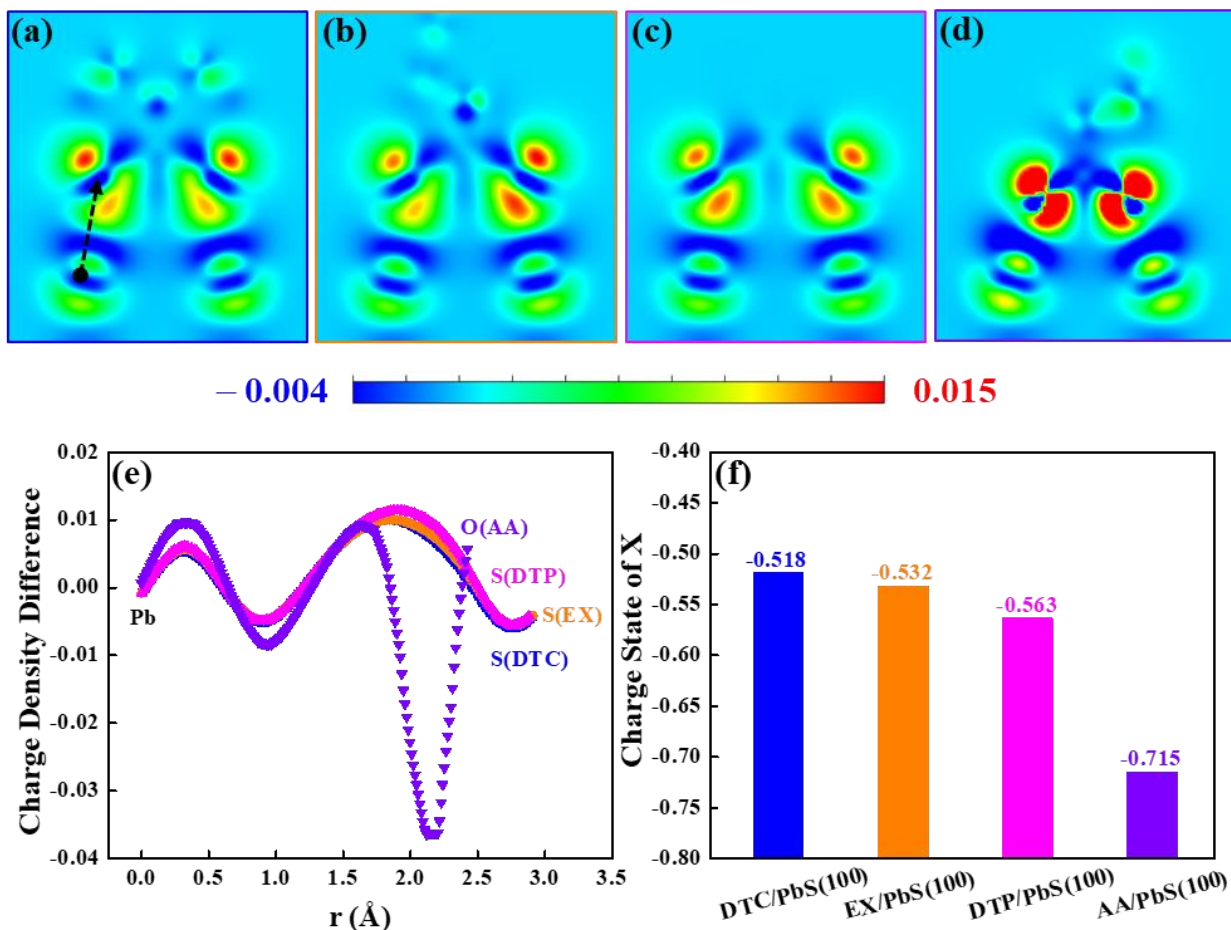 (a) (b) (c) (d)
– 0.004 0.015
(e)
0.02
0.01
0.00
-0.01
-0.02
-0.03
-0.04
Charge Density Difference
Pb
O(AA)
S(DTP)
S(EX)
S(DTC)
0.0 0.5 1.0 1.5 2.0 2.5 3.0 3.5
r (Å)
(f)
-0.40
-0.45
-0.50
-0.55
-0.60
-0.65
-0.70
-0.75
-0.80
Charge State of X
-0.518
-0.532
-0.563
-0.715
DTC/PbS(100) EX/PbS(100) DTP/PbS(100) AA/PbS(100)